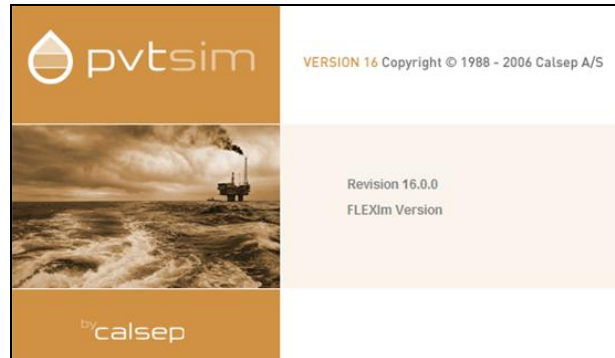 pvtsim
VERSION 16 Copyright © 1988 - 2006 Calsep A/S
Revision 16.0.0
FLEXlm Version
by calsep